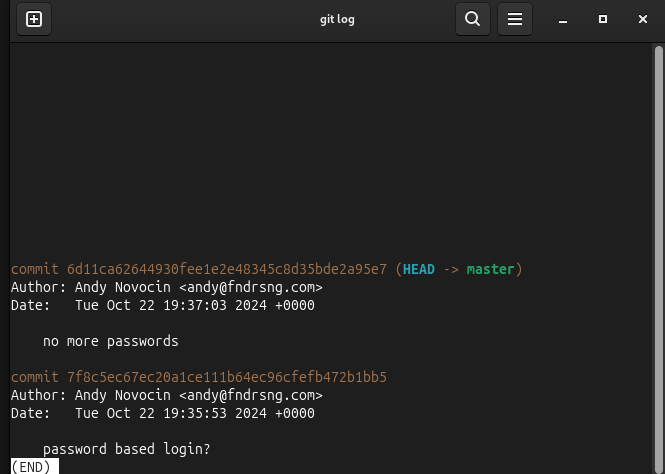 git log
commit 6d11ca62644930fee1e2e48345c8d35bde2a95e7 (HEAD -> master)
Author: Andy Novocin <andy@fndrsng.com>
Date:   Tue Oct 22 19:37:03 2024 +0000
    no more passwords
commit 7f8c5ec67ec20a1ce111b64ec96cfefb472b1bb5
Author: Andy Novocin <andy@fndrsng.com>
Date:   Tue Oct 22 19:35:53 2024 +0000
    password based login?
(END)